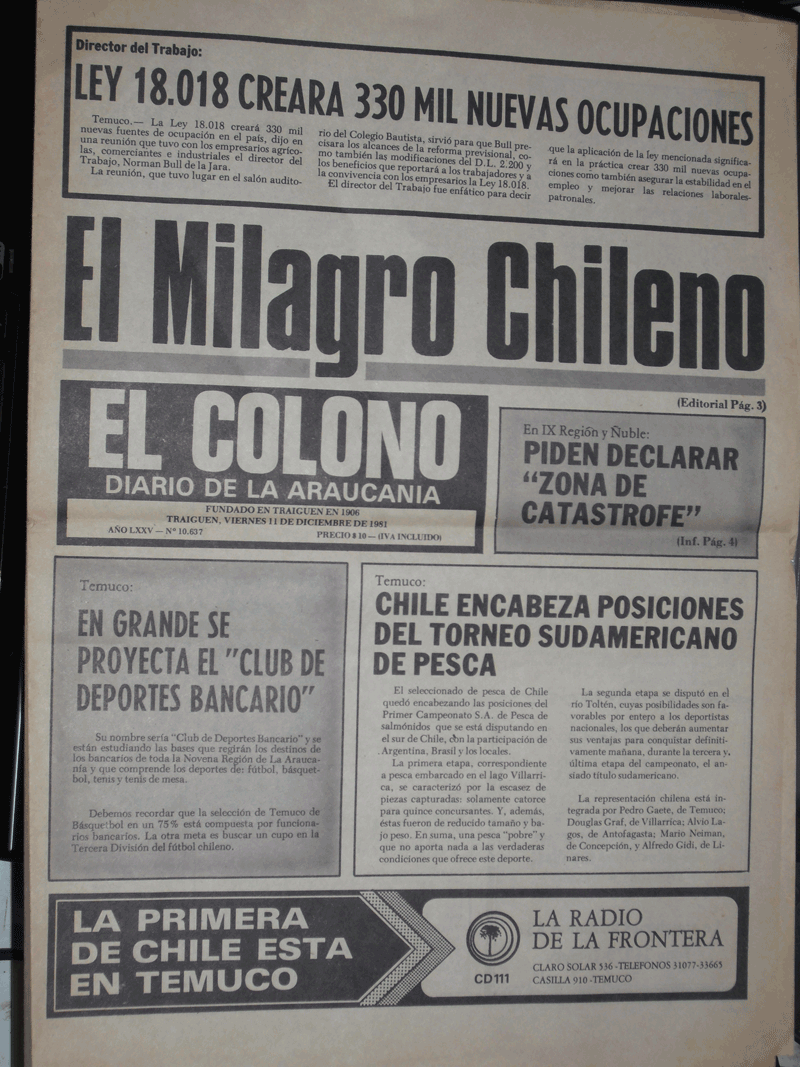 Director del Trabajo:
LEY 18.018 CREARA 330 MIL NUEVAS OCUPACIONES
Temuco.— La Ley 18.018 creará 330 mil
nuevas fuentes de ocupación en el país, dijo en
una reunión que tuvo con los empresarios agríco-
las, comerciantes e industriales el director del
Trabajo, Norman Bull de la Jara.
La reunión, que tuvo lugar en el salón audito-
rio del Colegio Bautista, sirvió para que Bull pre-
cisara los alcances de la reforma previsional, co-
mo también las modificaciones del D.L. 2.200 y
los beneficios que reportará a los trabajadores y a
la convivencia con los empresarios la Ley 18.018.
El director del Trabajo fue enfático para decir
que la aplicación de la ley mencionada significa-
rá en la práctica crear 330 mil nuevas ocupa-
ciones como también asegurar la estabilidad en el
empleo y mejorar las relaciones laborales-
patronales.
El Milagro Chileno
(Editorial Pág. 3)
EL COLONO
DIARIO DE LA ARAUCANIA
FUNDADO EN TRAIGUEN EN 1906
TRAIGUEN, VIERNES 11 DE DICIEMBRE DE 1981
AÑO LXXV — N° 10.637
PRECIO $ 10 — (IVA INCLUIDO)
En IX Región y Ñuble:
PIDEN DECLARAR
“ZONA DE
CATASTROFE”
(Inf. Pág. 4)
Temuco:
EN GRANDE SE
PROYECTA EL "CLUB DE
DEPORTES BANCARIO"
Su nombre sería “Club de Deportes Bancario” y se
están estudiando las bases que regirán los destinos de
los bancarios de toda la Novena Región de La Arauca-
nía y que comprende los deportes de: fútbol, básquet-
bol, tenis y tenis de mesa.
Debemos recordar que la selección de Temuco de
Básquetbol en un 75% está compuesta por funciona-
rios bancarios. La otra meta es buscar un cupo en la
Tercera División del fútbol chileno.
Temuco:
CHILE ENCABEZA POSICIONES
DEL TORNEO SUDAMERICANO
DE PESCA
El seleccionado de pesca de Chile
quedó encabezando las posiciones del
Primer Campeonato S.A. de Pesca de
salmónidos que se está disputando en
el sur de Chile, con la participación de
Argentina, Brasil y los locales.
La primera etapa, correspondiente
a pesca embarcado en el lago Villarri-
ca, se caracterizó por la escasez de
piezas capturadas: solamente catorce
para quince concursantes. Y, además,
éstas fueron de reducido tamaño y ba-
jo peso. En suma, una pesca “pobre” y
que no aporta nada a las verdaderas
condiciones que ofrece este deporte.
La segunda etapa se disputó en el
río Toltén, cuyas posibilidades son fa-
vorables por entero a los deportistas
nacionales, los que deberán aumentar
sus ventajas para conquistar definiti-
vamente mañana, durante la tercera y
última etapa del campeonato, el an-
siado título sudamericano.
La representación chilena está in-
tegrada por Pedro Gaete, de Temuco;
Douglas Graf, de Villarrica; Alvio La-
gos, de Antofagasta; Mario Neiman,
de Concepción, y Alfredo Gidi, de Li-
nares.
LA PRIMERA
DE CHILE ESTA
EN TEMUCO
CD111
LA RADIO
DE LA FRONTERA
CLARO SOLAR 536 -TELEFONOS 31077-33665
CASILLA 910 -TEMUCO